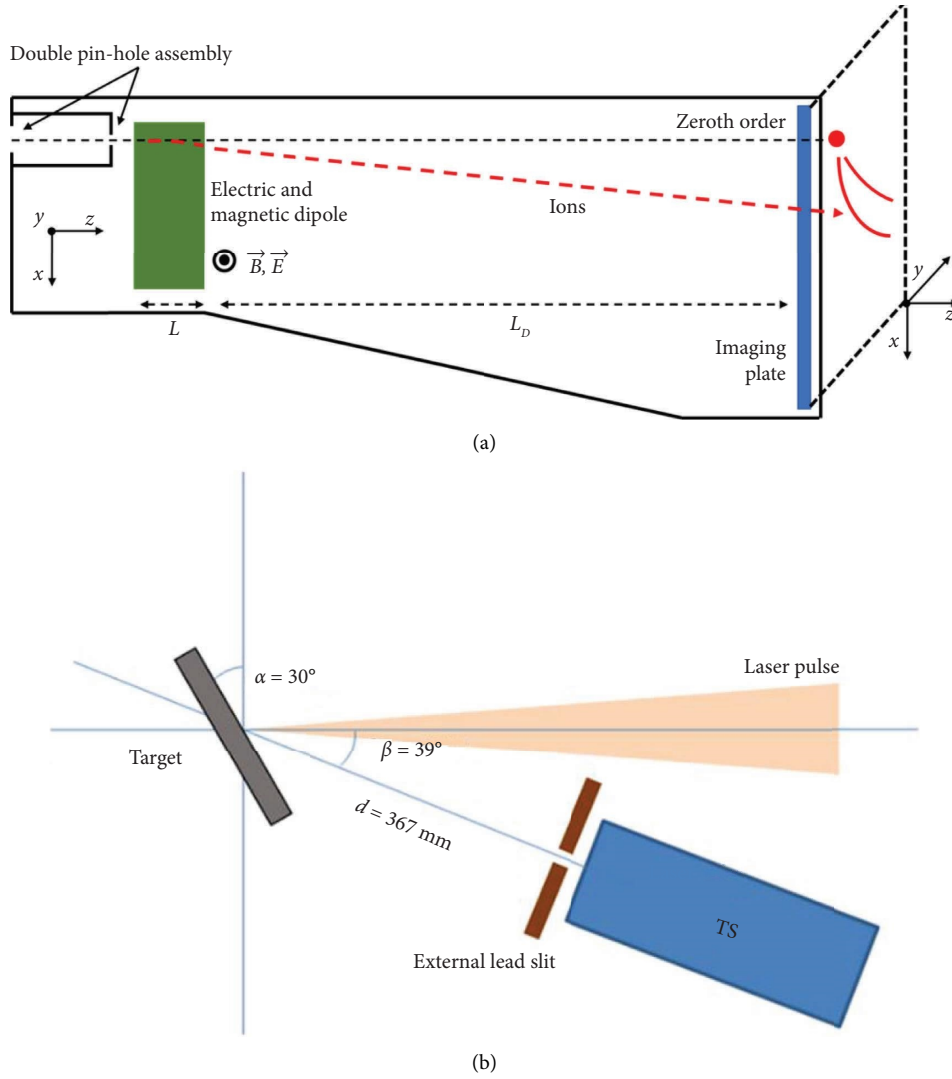 Double pin-hole assembly
Zeroth order
Electric and
magnetic dipole
Ions
y
z
x
B, E
L
L_D
Imaging
plate
y
z
x
(a)
Laser pulse
α = 30°
Target
β = 39°
d = 367 mm
TS
External lead slit
(b)